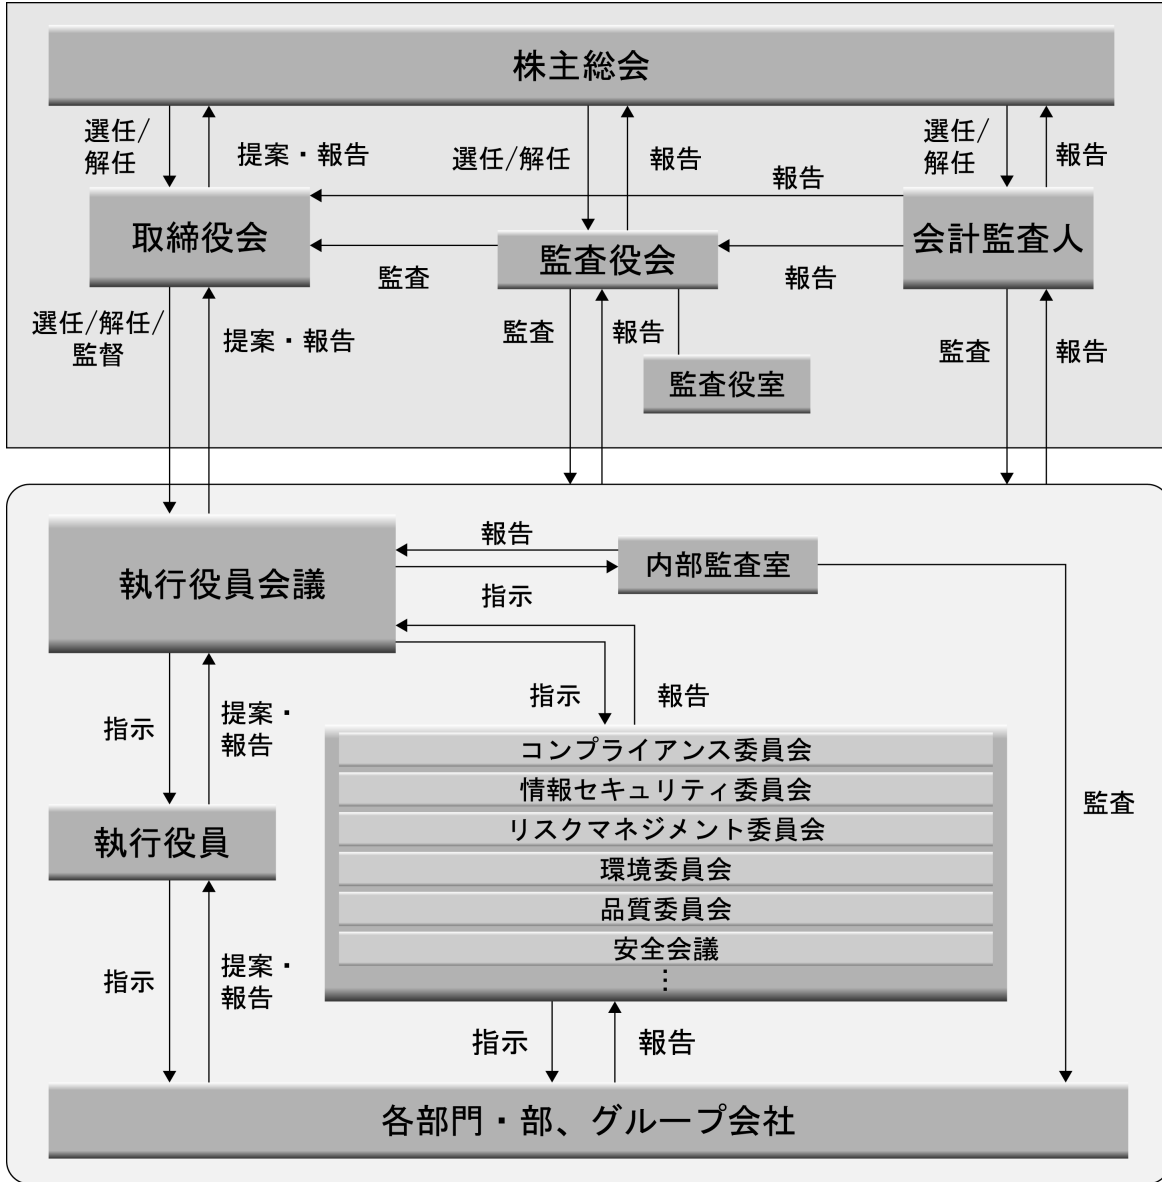 株主総会
選任/
解任
提案・報告
選任/解任
報告
選任/
解任
報告
報告
取締役会
監査役会
会計監査人
監査
報告
選任/解任/
監督
提案・報告
監査
報告
監査
報告
監査役室
執行役員会議
報告
内部監査室
指示
指示
報告
指示
提案・
報告
コンプライアンス委員会
情報セキュリティ委員会
リスクマネジメント委員会
環境委員会
品質委員会
安全会議
⋮
監査
執行役員
指示
提案・
報告
指示
報告
各部門・部、グループ会社